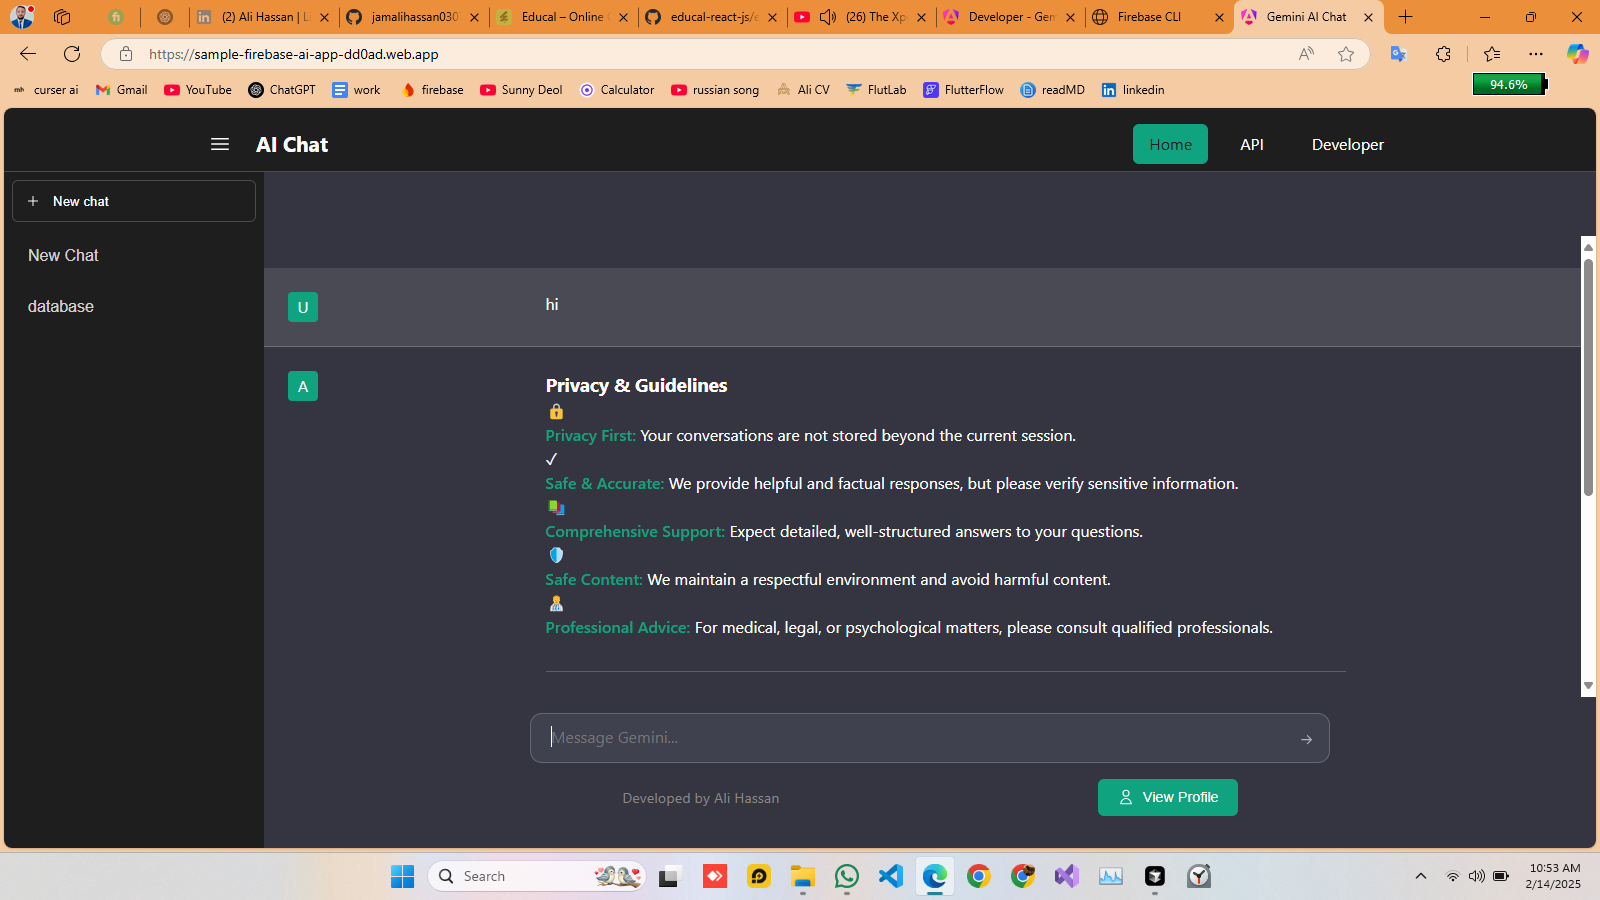 (2) Ali Hassan | Li
jamalihassan030
Educal – Online
educal-react-js/e
(26) The Xp
Developer - Gem
Firebase CLI
Gemini AI Chat
https://sample-firebase-ai-app-dd0ad.web.app
curser ai
Gmail
YouTube
ChatGPT
work
firebase
Sunny Deol
Calculator
russian song
Ali CV
FlutLab
FlutterFlow
readMD
linkedin
94.6%
AI Chat
Home
API
Developer
New chat
New Chat
database
U
hi
A
Privacy & Guidelines
🔒
Privacy First: Your conversations are not stored beyond the current session.
✓
Safe & Accurate: We provide helpful and factual responses, but please verify sensitive information.
Comprehensive Support: Expect detailed, well-structured answers to your questions.
Safe Content: We maintain a respectful environment and avoid harmful content.
Professional Advice: For medical, legal, or psychological matters, please consult qualified professionals.
Message Gemini...
Developed by Ali Hassan
View Profile
Search
10:53 AM
2/14/2025